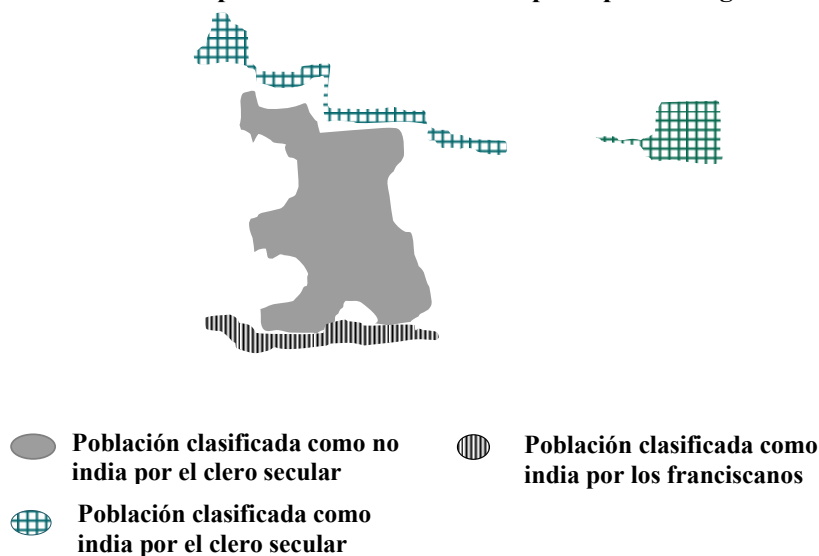 Población clasificada como no
india por el clero secular
Población clasificada como
india por los franciscanos
Población clasificada como
india por el clero secular